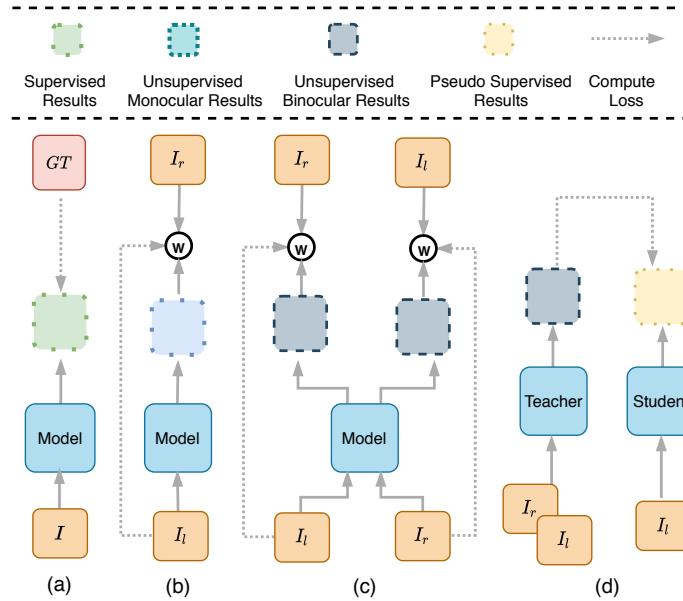 Supervised Results
Unsupervised Monocular Results
Unsupervised Binocular Results
Pseudo Supervised Results
Compute Loss
GT
I_r
I_r
I_l
w
w
w
Model
Model
Model
Teacher
Studen
I
I_l
I_l
I_r
I_r
I_l
I_l
(a)
(b)
(c)
(d)